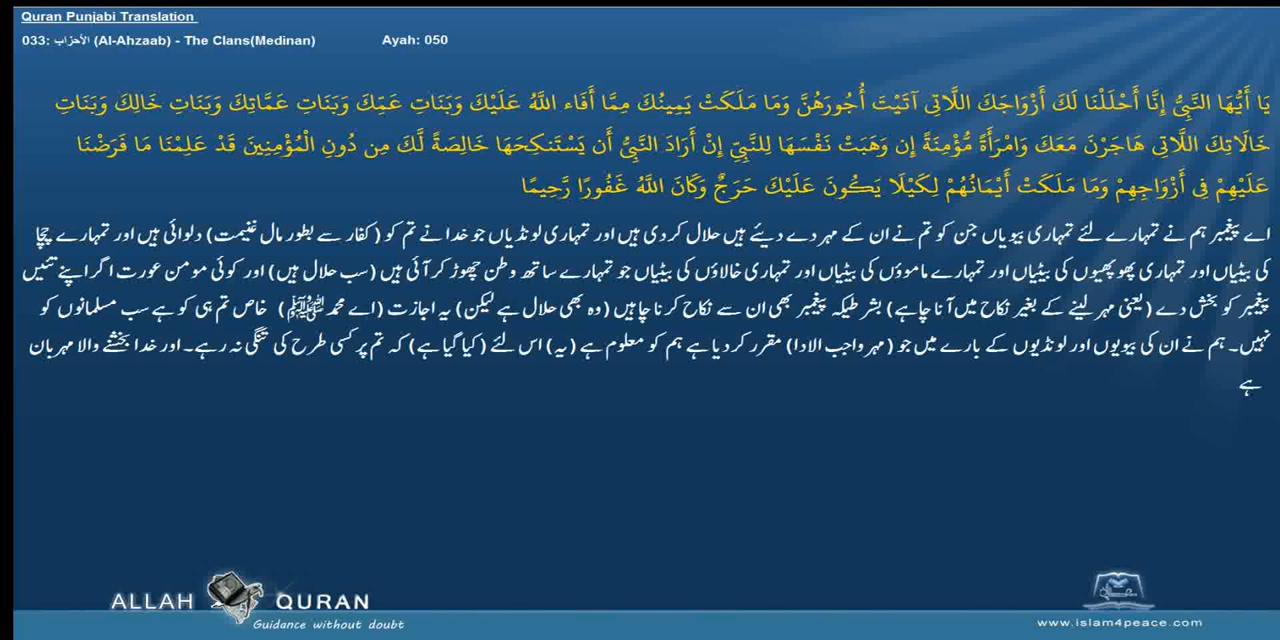 Quran Punjabi Translation
033: الأحزاب (Al-Ahzaab) - The Clans(Medinan) Ayah: 050
يَا أَيُّهَا النَّبِيُّ إِنَّا أَحْلَلْنَا لَكَ أَزْوَاجَكَ اللَّاتِي آتَيْتَ أُجُورَهُنَّ وَمَا مَلَكَتْ يَمِينُكَ مِمَّا أَفَاء اللَّهُ عَلَيْكَ وَبَنَاتِ عَمِّكَ وَبَنَاتِ عَمَّاتِكَ وَبَنَاتِ خَالِكَ وَبَنَاتِ
خَالَاتِكَ اللَّاتِي هَاجَرْنَ مَعَكَ وَامْرَأَةً مُّؤْمِنَةً إِن وَهَبَتْ نَفْسَهَا لِلنَّبِيِّ إِنْ أَرَادَ النَّبِيُّ أَن يَسْتَنكِحَهَا خَالِصَةً لَّكَ مِن دُونِ الْمُؤْمِنِينَ قَدْ عَلِمْنَا مَا فَرَضْنَا
عَلَيْهِمْ فِي أَزْوَاجِهِمْ وَمَا مَلَكَتْ أَيْمَانُهُمْ لِكَيْلَا يَكُونَ عَلَيْكَ حَرَجٌ وَكَانَ اللَّهُ غَفُورًا رَّحِيمًا
اے پیغمبر ہم نے تمہارے لئے تمہاری بیویاں جن کو تم نے ان کے مہر دے دیئے ہیں حلال کر دی ہیں اور تمہاری لونڈیاں جو خدا نے تم کو (کفار سے بطور مال غنیمت) دلوائی ہیں اور تمہارے چچا
کی بیٹیاں اور تمہاری پھوپھیوں کی بیٹیاں اور تمہارے ماموؤں کی بیٹیاں اور تمہاری خالاؤں کی بیٹیاں جو تمہارے ساتھ وطن چھوڑ کر آئی ہیں (سب حلال ہیں) اور کوئی مومن عورت اگر اپنے تئیں
پیغمبر کو بخش دے (یعنی مہر لینے کے بغیر نکاح میں آنا چاہے) بشرطیکہ پیغمبر بھی ان سے نکاح کرنا چاہیں (وہ بھی حلال ہے لیکن) یہ اجازت (اے محمدﷺ) خاص تم ہی کو ہے سب مسلمانوں کو
نہیں۔ ہم نے ان کی بیویوں اور لونڈیوں کے بارے میں جو (مہر واجب الادا) مقرر کر دیا ہے ہم کو معلوم ہے (یہ) اس لئے (کیا گیا ہے) کہ تم پر کسی طرح کی تنگی نہ رہے۔ اور خدا بخشنے والا مہربان
ہے
ALLAH QURAN
Guidance without doubt
www.islam4peace.com